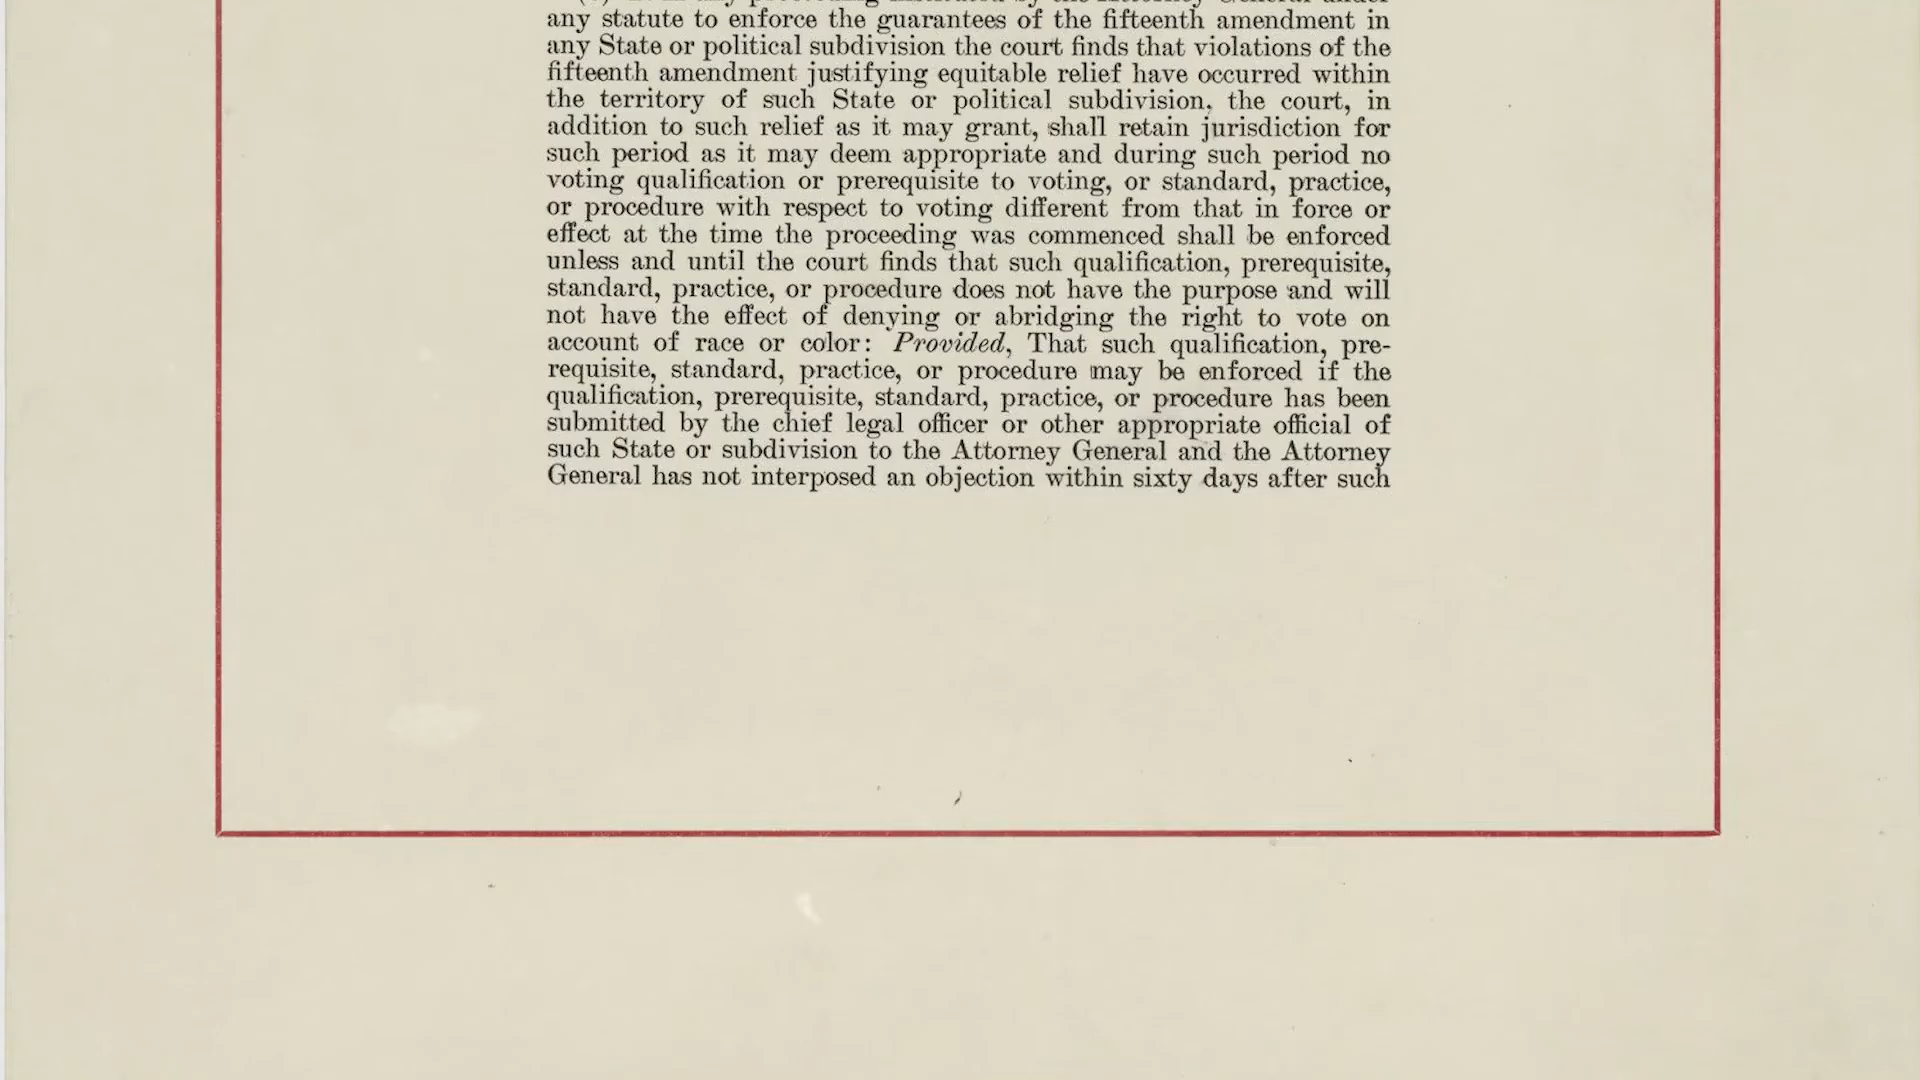 any statute to enforce the guarantees of the fifteenth amendment in
any State or political subdivision the court finds that violations of the
fifteenth amendment justifying equitable relief have occurred within
the territory of such State or political subdivision, the court, in
addition to such relief as it may grant, shall retain jurisdiction for
such period as it may deem appropriate and during such period no
voting qualification or prerequisite to voting, or standard, practice,
or procedure with respect to voting different from that in force or
effect at the time the proceeding was commenced shall be enforced
unless and until the court finds that such qualification, prerequisite,
standard, practice, or procedure does not have the purpose and will
not have the effect of denying or abridging the right to vote on
account of race or color: Provided, That such qualification, pre-
requisite, standard, practice, or procedure may be enforced if the
qualification, prerequisite, standard, practice, or procedure has been
submitted by the chief legal officer or other appropriate official of
such State or subdivision to the Attorney General and the Attorney
General has not interposed an objection within sixty days after such